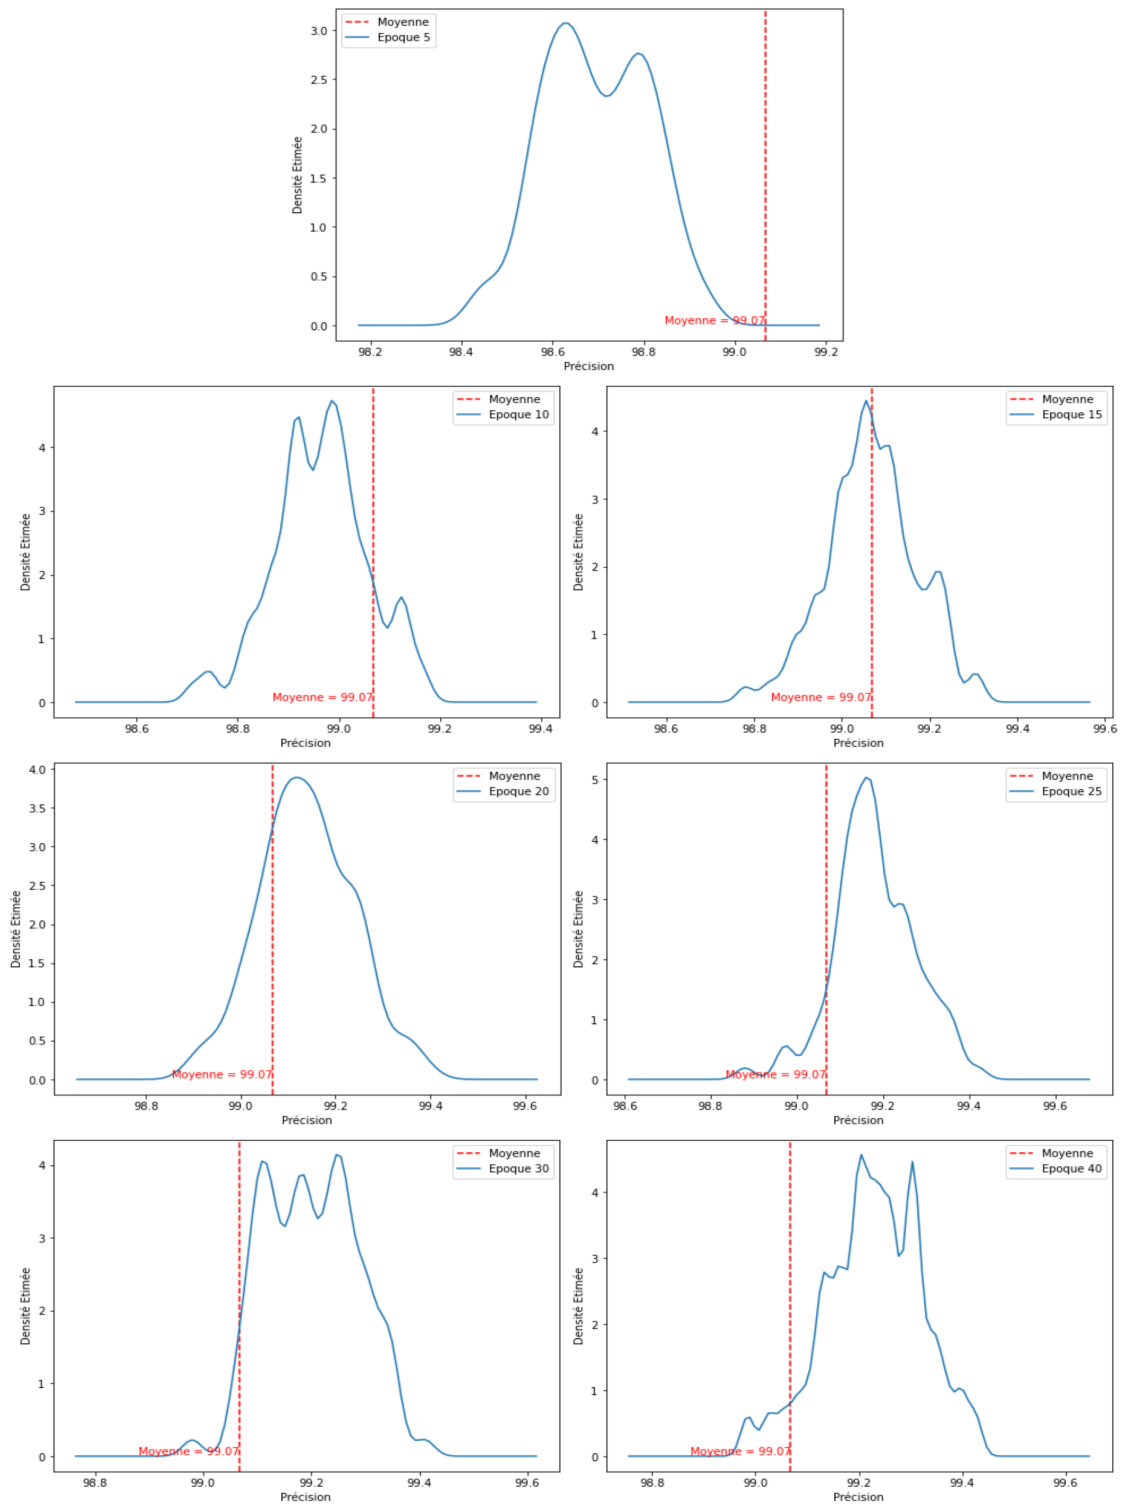 Moyenne
Epoque 5
3.0
2.5
2.0
1.5
1.0
0.5
0.0
Densité Etimée
Moyenne = 99.07
98.2 98.4 98.6 98.8 99.0 99.2
Précision
Moyenne
Epoque 10
4
3
2
1
0
Densité Etimée
Moyenne = 99.07
98.6 98.8 99.0 99.2 99.4
Précision
Moyenne
Epoque 15
4
3
2
1
0
Densité Etimée
Moyenne = 99.07
98.6 98.8 99.0 99.2 99.4 99.6
Précision
Moyenne
Epoque 20
4.0
3.5
3.0
2.5
2.0
1.5
1.0
0.5
0.0
Densité Etimée
Moyenne = 99.07
98.8 99.0 99.2 99.4 99.6
Précision
Moyenne
Epoque 25
5
4
3
2
1
0
Densité Etimée
Moyenne = 99.07
98.6 98.8 99.0 99.2 99.4 99.6
Précision
Moyenne
Epoque 30
4
3
2
1
0
Densité Etimée
Moyenne = 99.07
98.8 99.0 99.2 99.4 99.6
Précision
Moyenne
Epoque 40
4
3
2
1
0
Densité Etimée
Moyenne = 99.07
98.8 99.0 99.2 99.4 99.6
Précision